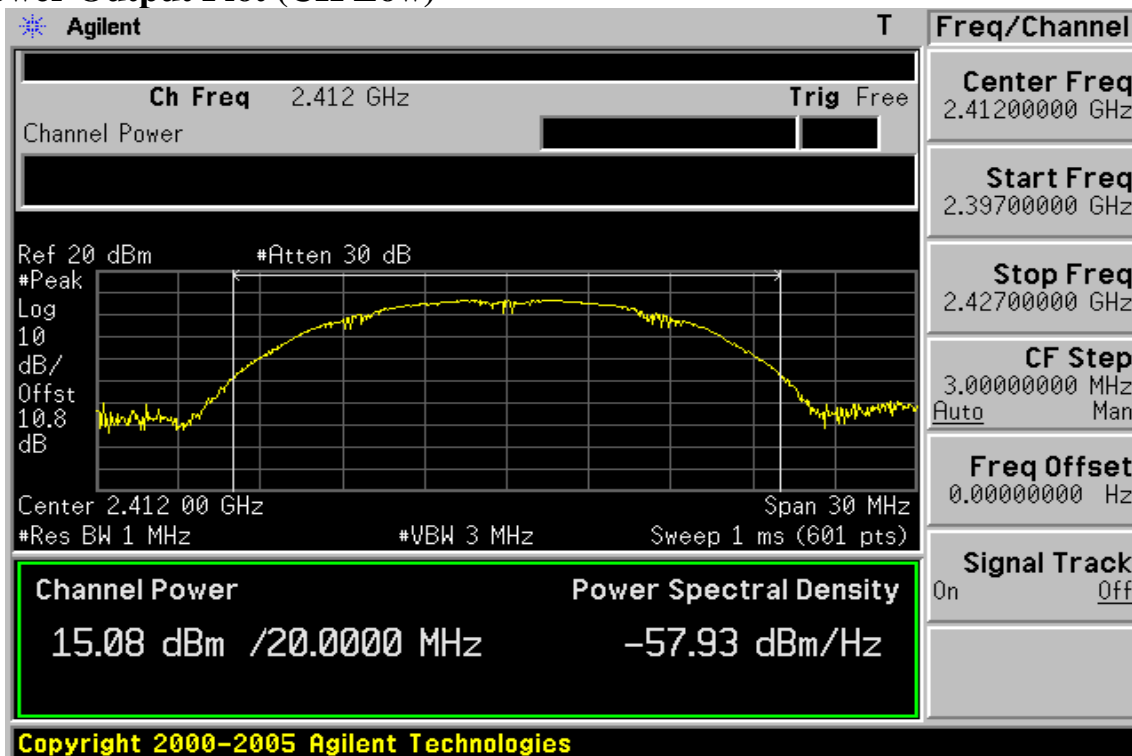 Power Output Plot (CH Low)
Agilent T Freq/Channel
Ch Freq 2.412 GHz Trig Free
Channel Power
Center Freq
2.41200000 GHz
Start Freq
2.39700000 GHz
Stop Freq
2.42700000 GHz
CF Step
3.00000000 MHz
Auto Man
Freq Offset
0.00000000 Hz
Signal Track
On Off
Ref 20 dBm #Atten 30 dB
#Peak
Log
10
dB/
Offst
10.8
dB
Center 2.412 00 GHz Span 30 MHz
#Res BW 1 MHz #VBW 3 MHz Sweep 1 ms (601 pts)
Channel Power Power Spectral Density
15.08 dBm /20.0000 MHz -57.93 dBm/Hz
Copyright 2000-2005 Agilent Technologies